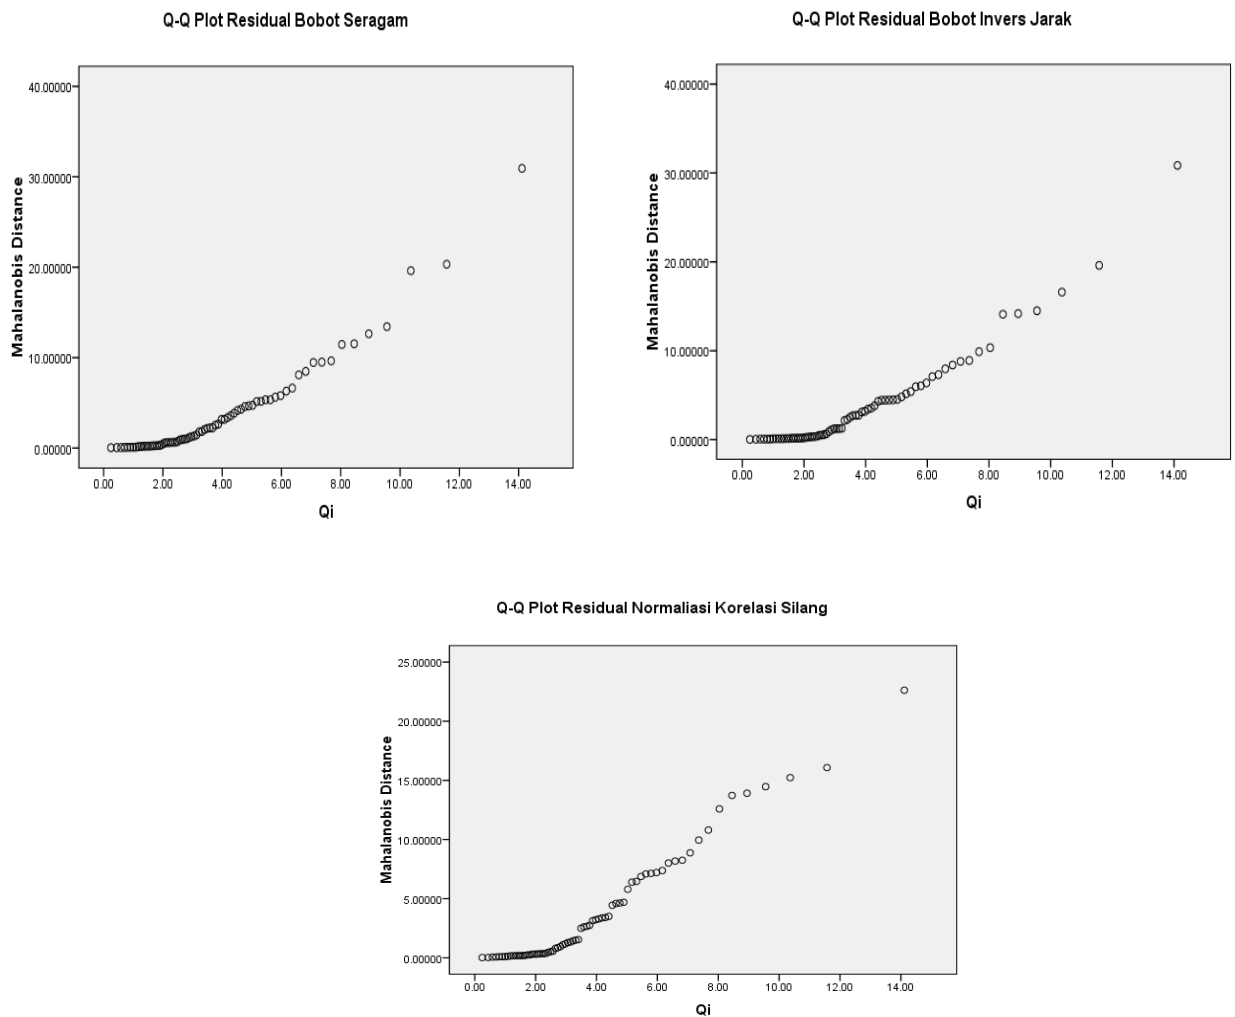 Q-Q Plot Residual Bobot Seragam
40.00000
30.00000
20.00000
10.00000
0.00000
Mahalanobis Distance
0.00 2.00 4.00 6.00 8.00 10.00 12.00 14.00
Qi
Q-Q Plot Residual Bobot Invers Jarak
40.00000
30.00000
20.00000
10.00000
0.00000
Mahalanobis Distance
0.00 2.00 4.00 6.00 8.00 10.00 12.00 14.00
Qi
Q-Q Plot Residual Normaliasi Korelasi Silang
25.00000
20.00000
15.00000
10.00000
5.00000
0.00000
Mahalanobis Distance
0.00 2.00 4.00 6.00 8.00 10.00 12.00 14.00
Qi